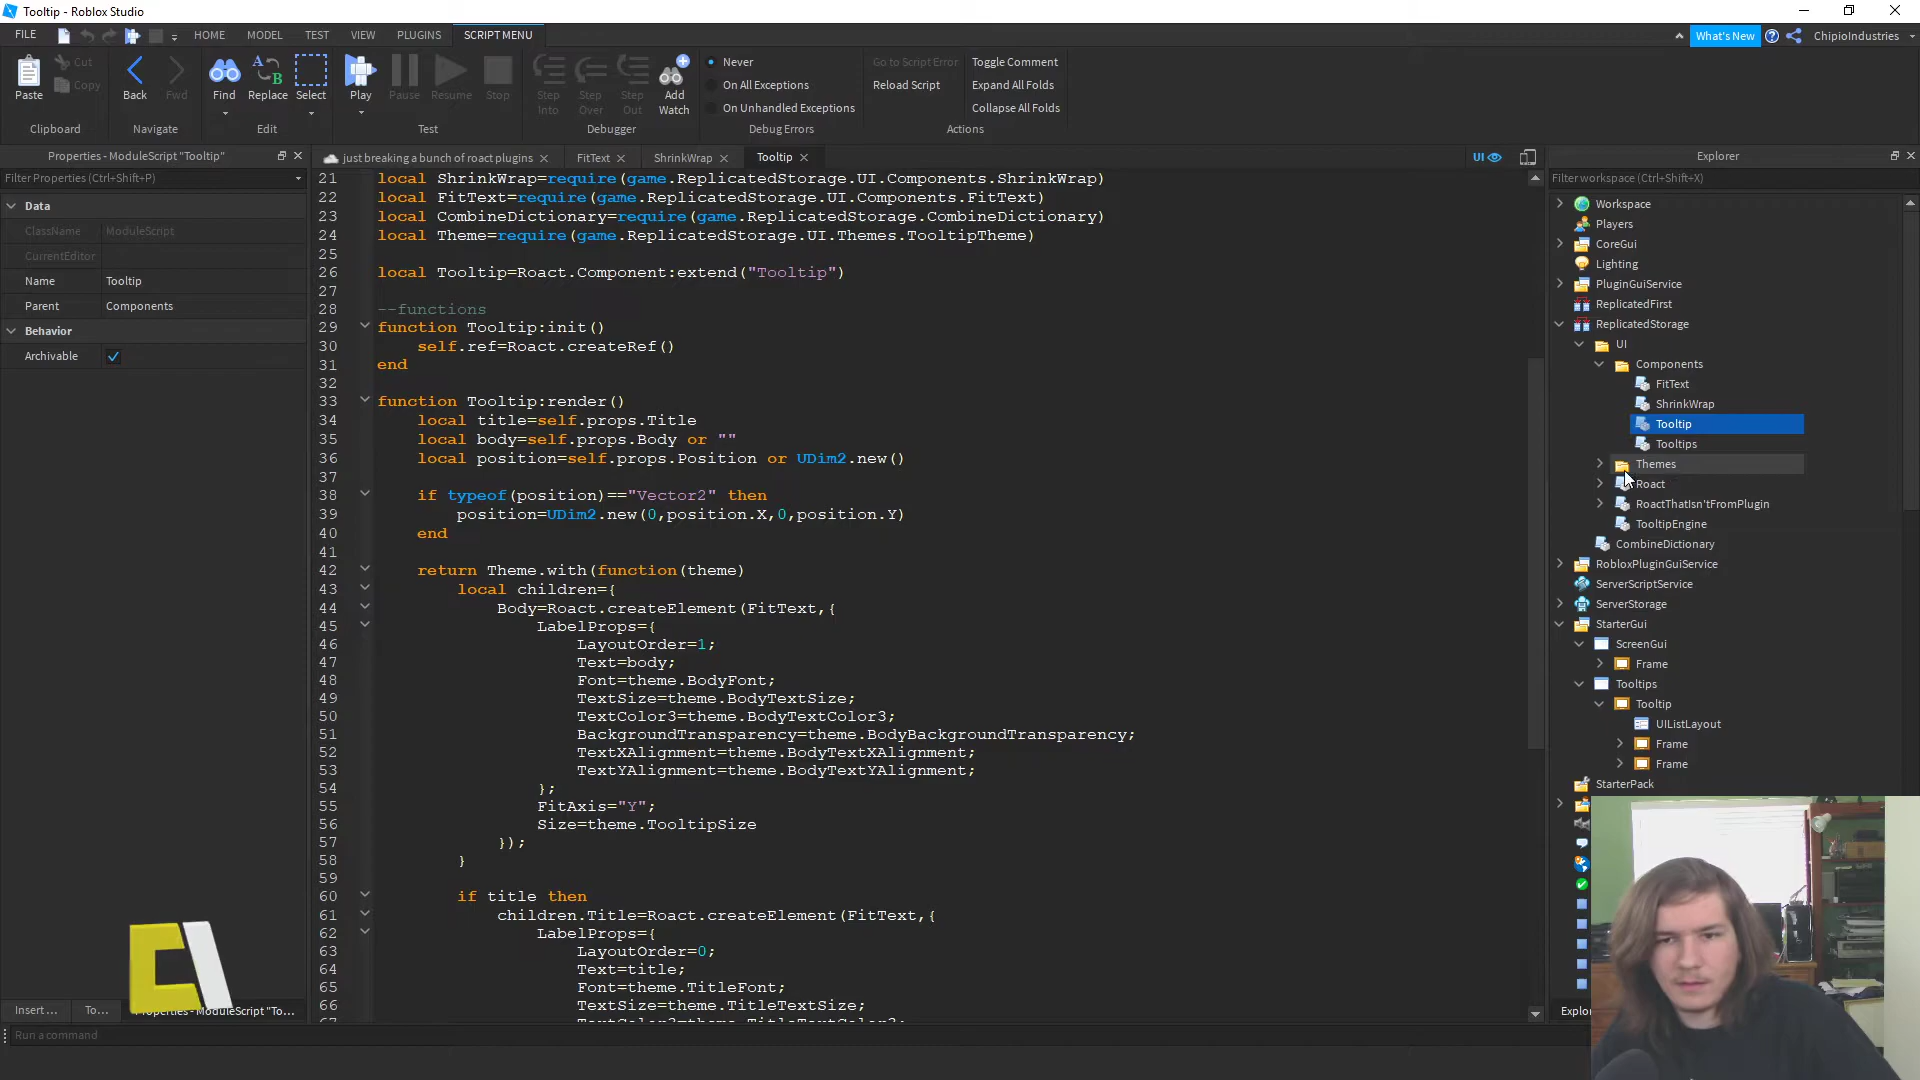 Tooltip - Roblox Studio
FILE
HOME
MODEL
TEST
VIEW
PLUGINS
SCRIPT MENU
What's New
ChipioIndustries
Paste
Cut
Copy
Clipboard
Back
Fwd
Navigate
Find
Replace
Select
Edit
Play
Pause
Resume
Stop
Test
Step Into
Step Over
Step Out
Add Watch
Debugger
Never
On All Exceptions
On Unhandled Exceptions
Debug Errors
Go to Script Error
Reload Script
Toggle Comment
Expand All Folds
Collapse All Folds
Actions
Properties - ModuleScript "Tooltip"
Filter Properties (Ctrl+Shift+P)
Data
ClassName ModuleScript
CurrentEditor
Name Tooltip
Parent Components
Behavior
Archivable
just breaking a bunch of roact plugins
FitText
ShrinkWrap
Tooltip
UI
21 local ShrinkWrap=require(game.ReplicatedStorage.UI.Components.ShrinkWrap)
22 local FitText=require(game.ReplicatedStorage.UI.Components.FitText)
23 local CombineDictionary=require(game.ReplicatedStorage.CombineDictionary)
24 local Theme=require(game.ReplicatedStorage.UI.Themes.TooltipTheme)
25
26 local Tooltip=Roact.Component:extend("Tooltip")
27
28 --functions
29 function Tooltip:init()
30 self.ref=Roact.createRef()
31 end
32
33 function Tooltip:render()
34 local title=self.props.Title
35 local body=self.props.Body or ""
36 local position=self.props.Position or UDim2.new()
37
38 if typeof(position)=="Vector2" then
39 position=UDim2.new(0,position.X,0,position.Y)
40 end
41
42 return Theme.with(function(theme)
43 local children={
44 Body=Roact.createElement(FitText,{
45 LabelProps={
46 LayoutOrder=1;
47 Text=body;
48 Font=theme.BodyFont;
49 TextSize=theme.BodyTextSize;
50 TextColor3=theme.BodyTextColor3;
51 BackgroundTransparency=theme.BodyBackgroundTransparency;
52 TextXAlignment=theme.BodyTextXAlignment;
53 TextYAlignment=theme.BodyTextYAlignment;
54 };
55 FitAxis="Y";
56 Size=theme.TooltipSize
57 });
58 }
59
60 if title then
61 children.Title=Roact.createElement(FitText,{
62 LabelProps={
63 LayoutOrder=0;
64 Text=title;
65 Font=theme.TitleFont;
66 TextSize=theme.TitleTextSize;
Explorer
Filter workspace (Ctrl+Shift+X)
Workspace
Players
CoreGui
Lighting
PluginGuiService
ReplicatedFirst
ReplicatedStorage
UI
Components
FitText
ShrinkWrap
Tooltip
Tooltips
Themes
Roact
RoactThatIsn'tFromPlugin
TooltipEngine
CombineDictionary
RobloxPluginGuiService
ServerScriptService
ServerStorage
StarterGui
ScreenGui
Frame
Tooltips
Tooltip
UIListLayout
Frame
Frame
StarterPack
Insert ...
To...
Properties - ModuleScript "To...
Explor
Run a command